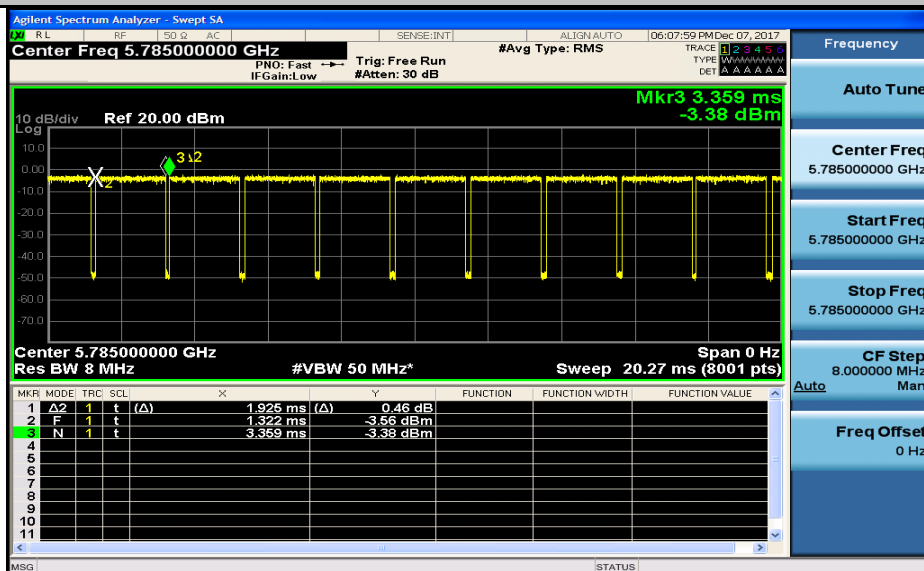 Agilent Spectrum Analyzer - Swept SA
LXI RL RF 50 Ω AC SENSE:INT ALIGN AUTO 06:07:59 PM Dec 07, 2017
Center Freq 5.785000000 GHz
PNO: Fast
IFGain:Low
Trig: Free Run
#Atten: 30 dB
#Avg Type: RMS
TRACE 1 2 3 4 5 6
TYPE WWWWWW
DET A A A A A A
Mkr3 3.359 ms
-3.38 dBm
10 dB/div Ref 20.00 dBm
Log
10.0
0.00
-10.0
-20.0
-30.0
-40.0
-50.0
-60.0
-70.0
2
3Δ2
Center 5.785000000 GHz Span 0 Hz
Res BW 8 MHz #VBW 50 MHz* Sweep 20.27 ms (8001 pts)
MKR MODE TRC SCL X Y FUNCTION FUNCTION WIDTH FUNCTION VALUE
1 Δ2 1 t (Δ) 1.925 ms (Δ) 0.46 dB
2 F 1 t 1.322 ms -3.56 dBm
3 N 1 t 3.359 ms -3.38 dBm
4
5
6
7
8
9
10
11
MSG STATUS
Frequency
Auto Tune
Center Freq
5.785000000 GHz
Start Freq
5.785000000 GHz
Stop Freq
5.785000000 GHz
CF Step
8.000000 MHz
Auto Man
Freq Offset
0 Hz